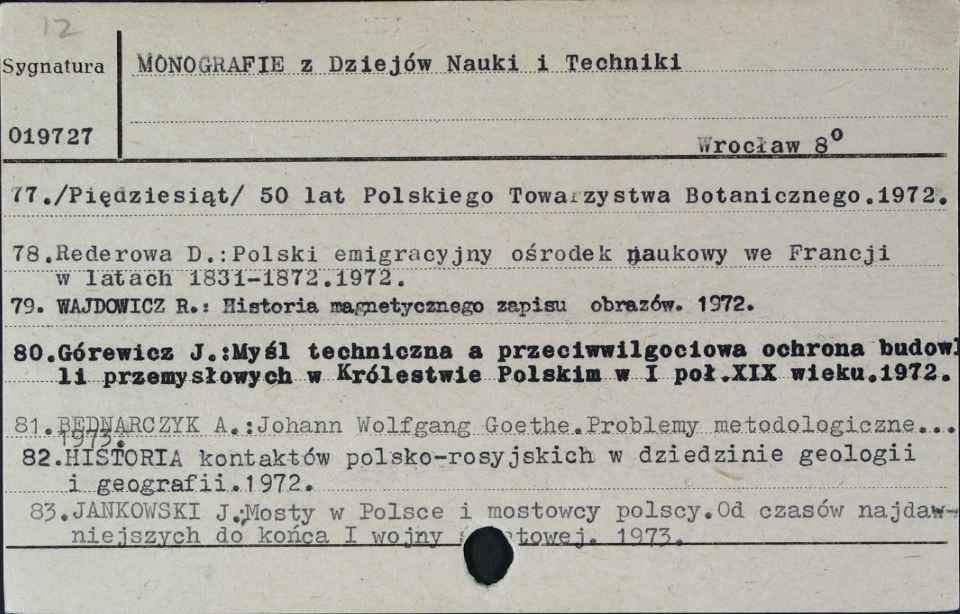 12
Sygnatura
MONOGRAFIE z Dziejów Nauki i Techniki
019727
Wrocław 8º
77./Pięćdziesiąt/ 50 lat Polskiego Towarzystwa Botanicznego.1972.
78.Rederowa D.:Polski emigracyjny ośrodek naukowy we Francji
w latach 1831-1872.1972.
79. WAJDOWICZ R.: Historia magnetycznego zapisu obrazów. 1972.
80.Górewicz J.:Myśl techniczna a przeciwwilgociowa ochrona budowl
li przemysłowych w Królestwie Polskim w I poł.XIX wieku.1972.
81.BEDNARCZYK A.:Johann Wolfgang Goethe.Problemy metodologiczne...
1973.
82.HISTORIA kontaktów polsko-rosyjskich w dziedzinie geologii
i geografii.1972.
83.JANKOWSKI J.:Mosty w Polsce i mostowcy polscy.Od czasów najdaw-
niejszych do końca I wojny 1973.